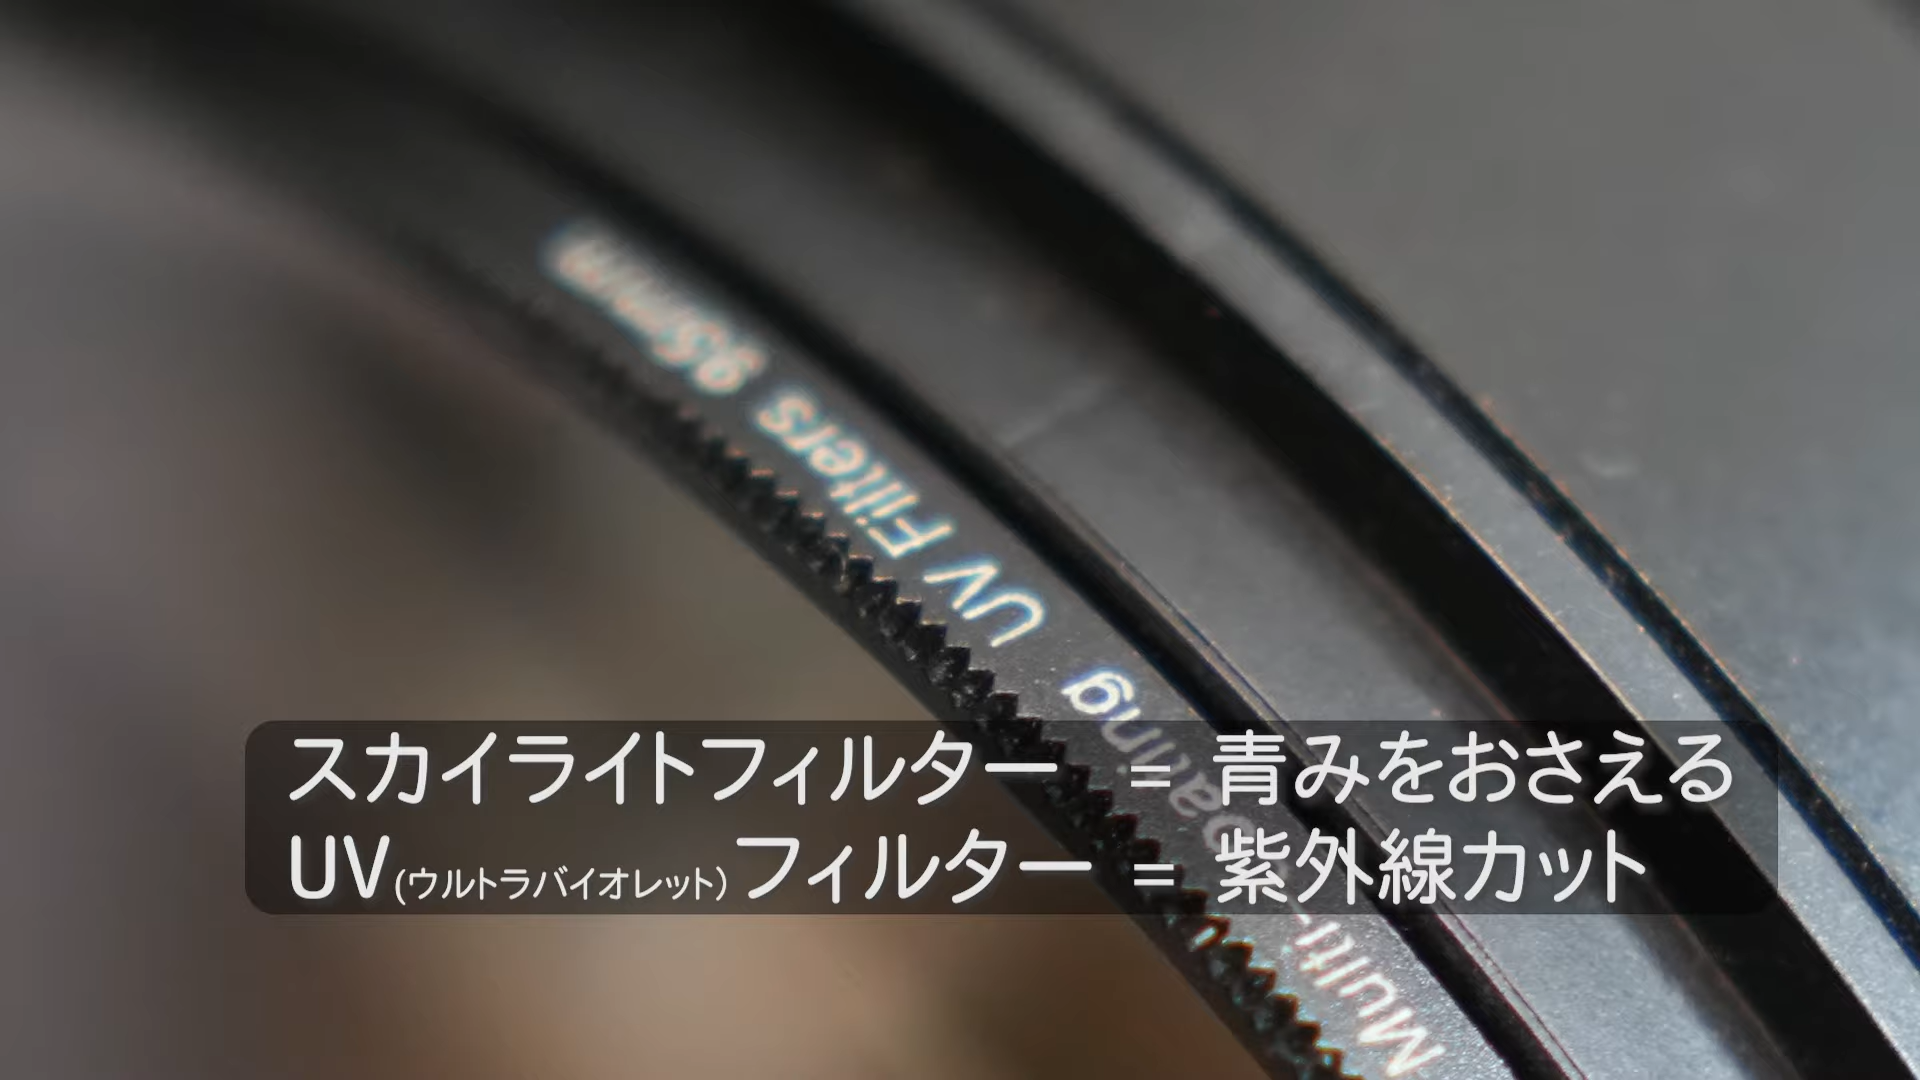 スカイライトフィルター = 青みをおさえる
UV(ウルトラバイオレット)フィルター = 紫外線カット
Multi-Coating UV Filters 95mm